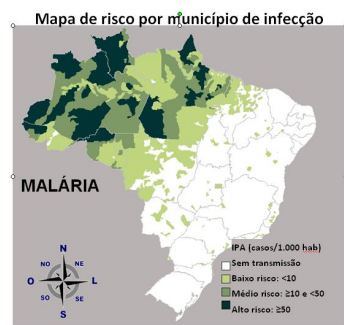 Mapa de risco por município de infecção
MALÁRIA
N
NO
NE
O
L
SO
SE
S
IPA (casos/1.000 hab)
Sem transmissão
Baixo risco: <10
Médio risco: ≥10 e <50
Alto risco: ≥50